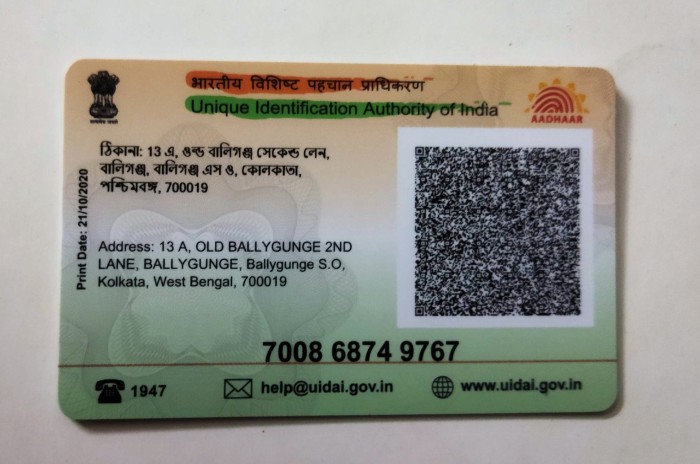 भारतीय विशिष्ट पहचान प्राधिकरण
Unique Identification Authority of India
AADHAAR
ঠিকানা: 13 এ, ওল্ড বালিগঞ্জ সেকেন্ড লেন,
বালিগঞ্জ, বালিগঞ্জ এস ও, কোলকাতা,
পশ্চিমবঙ্গ, 700019
Print Date: 21/10/2020
Address: 13 A, OLD BALLYGUNGE 2ND
LANE, BALLYGUNGE, Ballygunge S.O,
Kolkata, West Bengal, 700019
7008 6874 9767
1947 help@uidai.gov.in www.uidai.gov.in